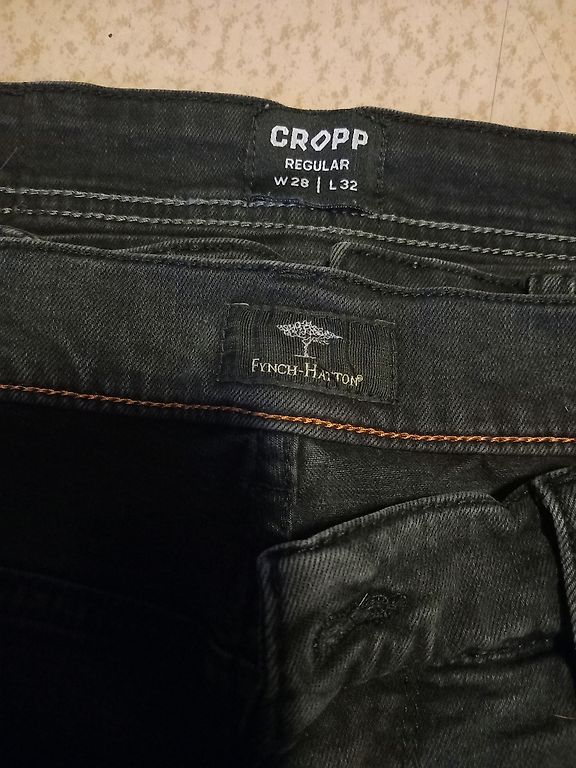 CROPP
REGULAR
W 28 | L 32
FYNCH-HATTON®